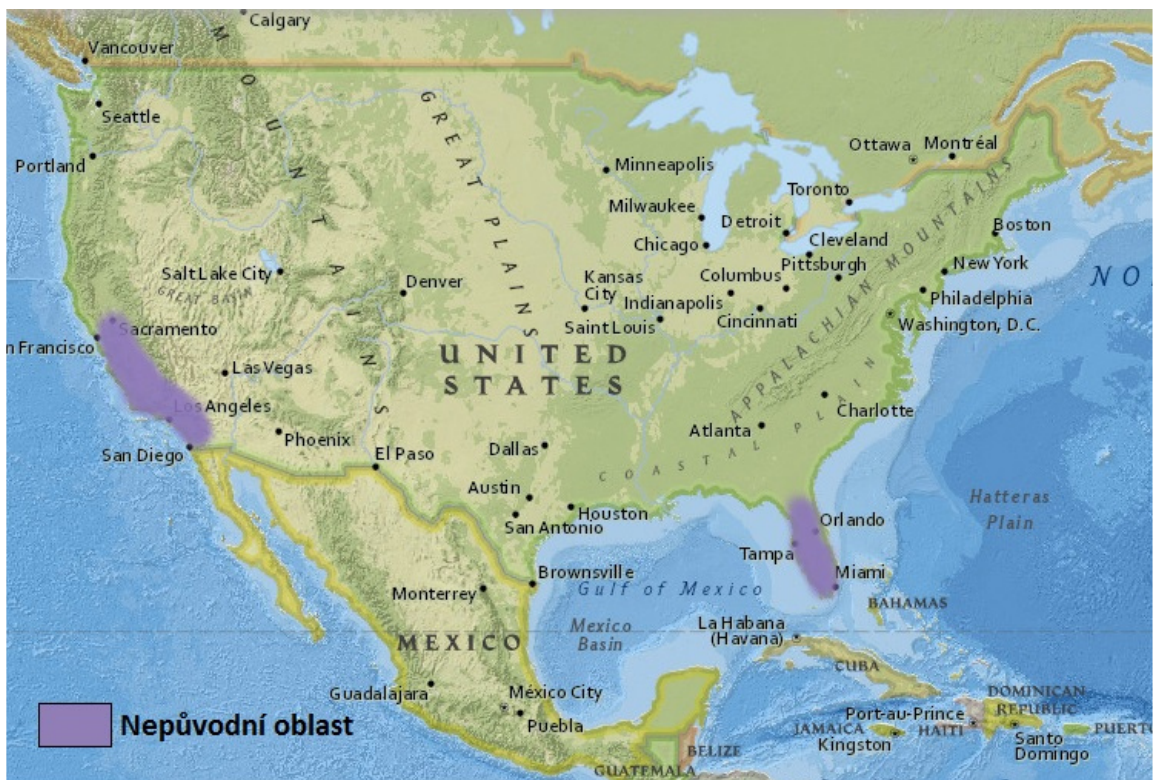 Calgary
Vancouver
Seattle
Portland
MOUNTAINS
GREAT PLAINS
Minneapolis
Ottawa
Montréal
Toronto
Milwaukee
Detroit
Boston
Chicago
Cleveland
New York
Salt Lake City
GREAT BASIN
Denver
Kansas
City
Columbus
Pittsburgh
Philadelphia
Indianapolis
Saint Louis
Cincinnati
Washington, D.C.
APPALACHIAN MOUNTAINS
NO
Sacramento
n Francisco
Las Vegas
UNITED
STATES
Los Angeles
Phoenix
San Diego
El Paso
Dallas
Atlanta
Charlotte
COASTAL PLAIN
Austin
San Antonio
Houston
Hatteras
Plain
Orlando
Tampa
Miami
Brownsville
Gulf of Mexico
Monterrey
BAHAMAS
MEXICO
Mexico
Basin
La Habana
(Havana)
CUBA
Guadalajara
México City
Puebla
DOMINICAN
REPUBLIC
Port-au-Prince
JAMAICA
HAITI
PUERTO
Kingston
Santo
Domingo
BELIZE
GUATEMALA
Nepůvodní oblast